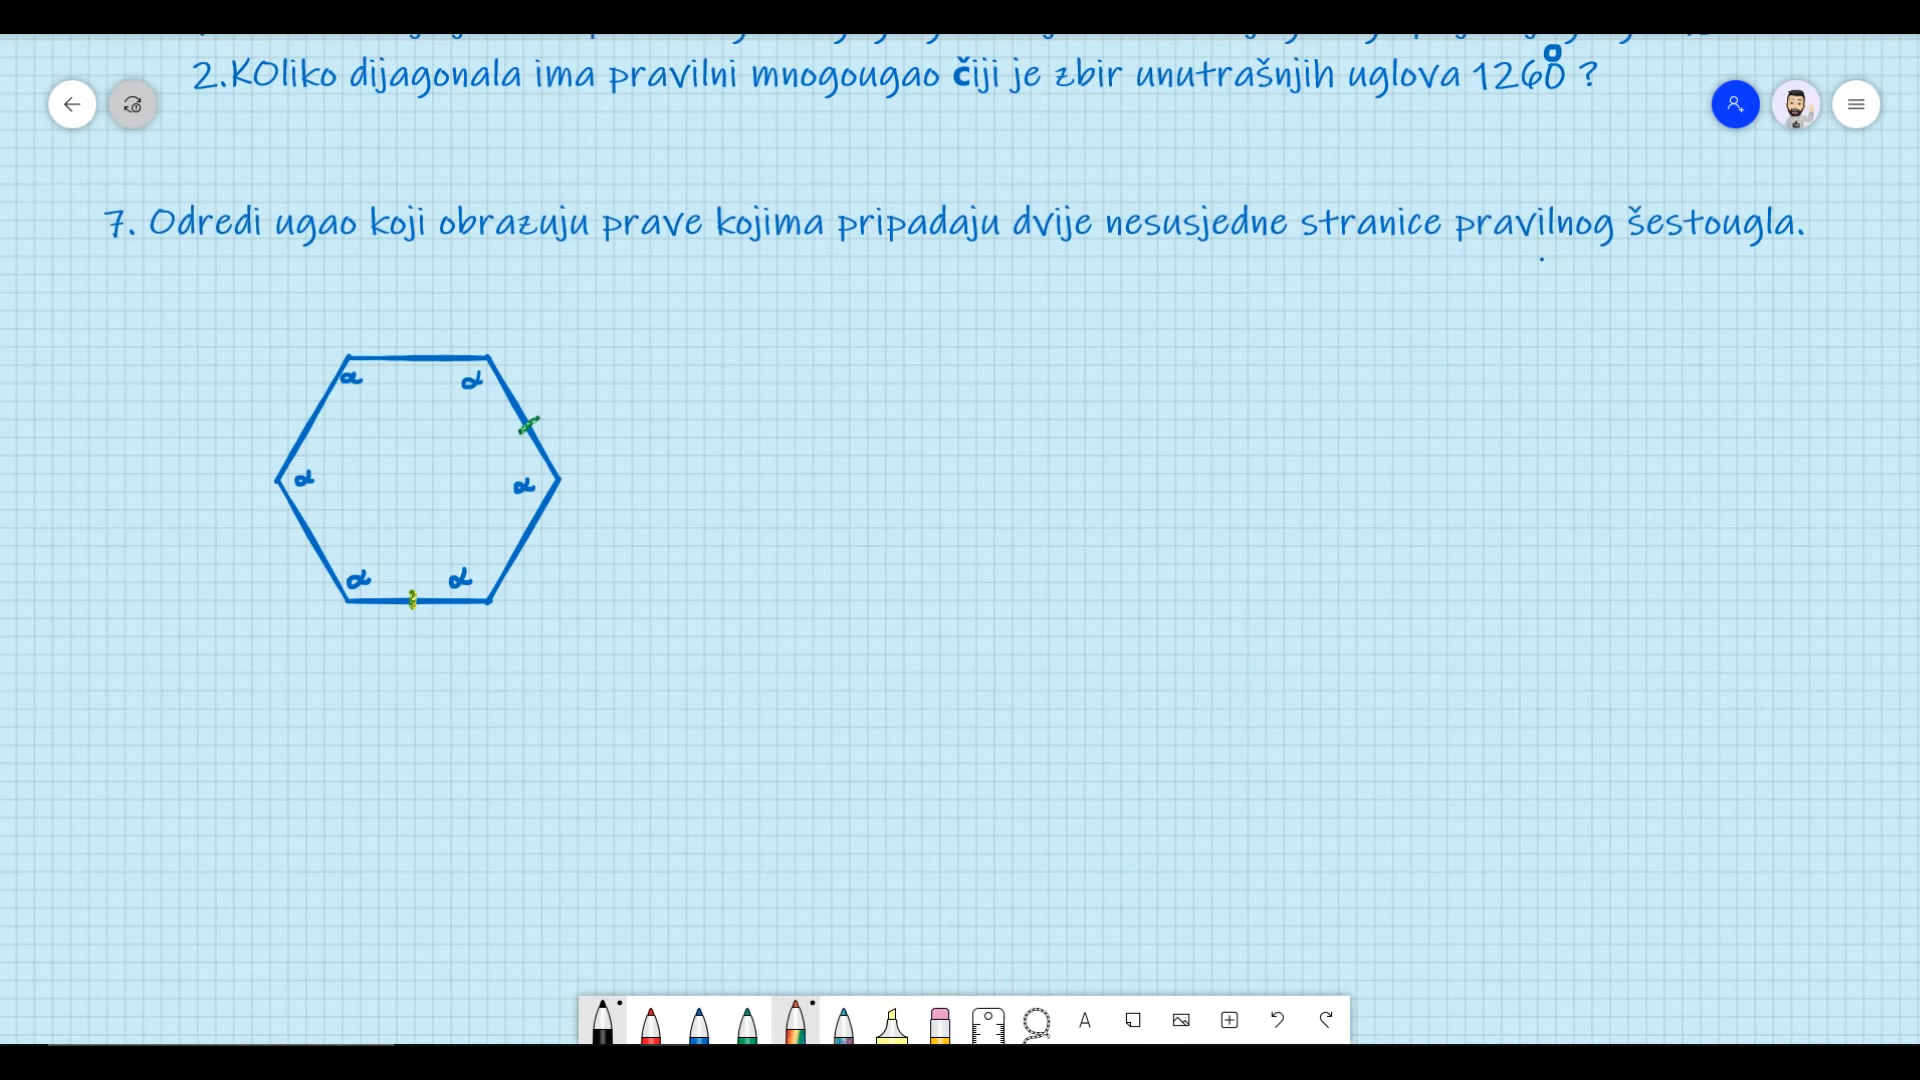 2.KOliko dijagonala ima pravilni mnogougao čiji je zbir unutrašnjih uglova 1260° ?
7. Odredi ugao koji obrazuju prave kojima pripadaju dvije nesusjedne stranice pravilnog šestougla.
α α
α α
α α
A